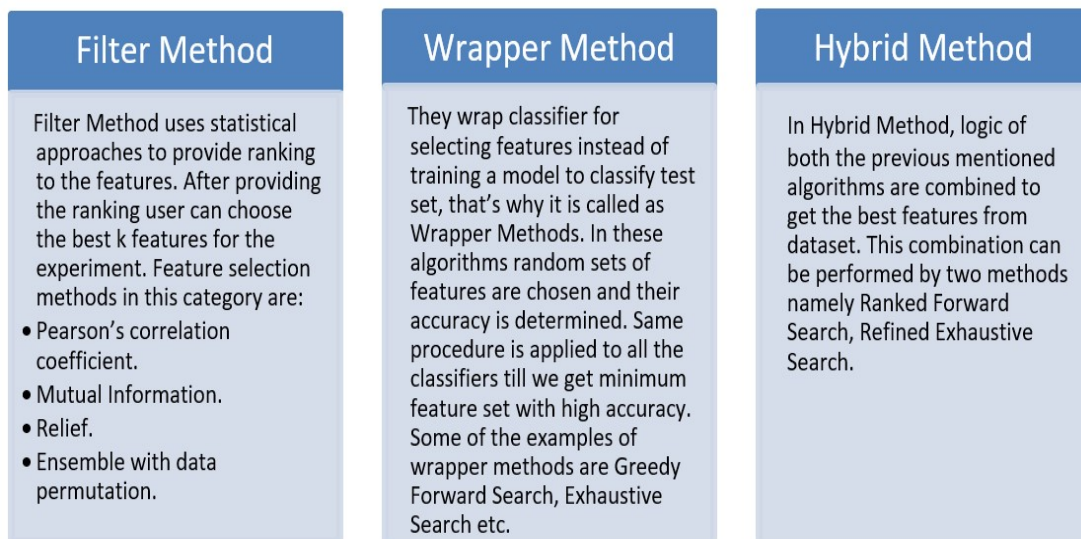 Filter Method
Filter Method uses statistical
approaches to provide ranking
to the features. After providing
the ranking user can choose
the best k features for the
experiment. Feature selection
methods in this category are:
• Pearson's correlation
coefficient.
• Mutual Information.
• Relief.
• Ensemble with data
permutation.
Wrapper Method
They wrap classifier for
selecting features instead of
training a model to classify test
set, that's why it is called as
Wrapper Methods. In these
algorithms random sets of
features are chosen and their
accuracy is determined. Same
procedure is applied to all the
classifiers till we get minimum
feature set with high accuracy.
Some of the examples of
wrapper methods are Greedy
Forward Search, Exhaustive
Search etc.
Hybrid Method
In Hybrid Method, logic of
both the previous mentioned
algorithms are combined to
get the best features from
dataset. This combination can
be performed by two methods
namely Ranked Forward
Search, Refined Exhaustive
Search.